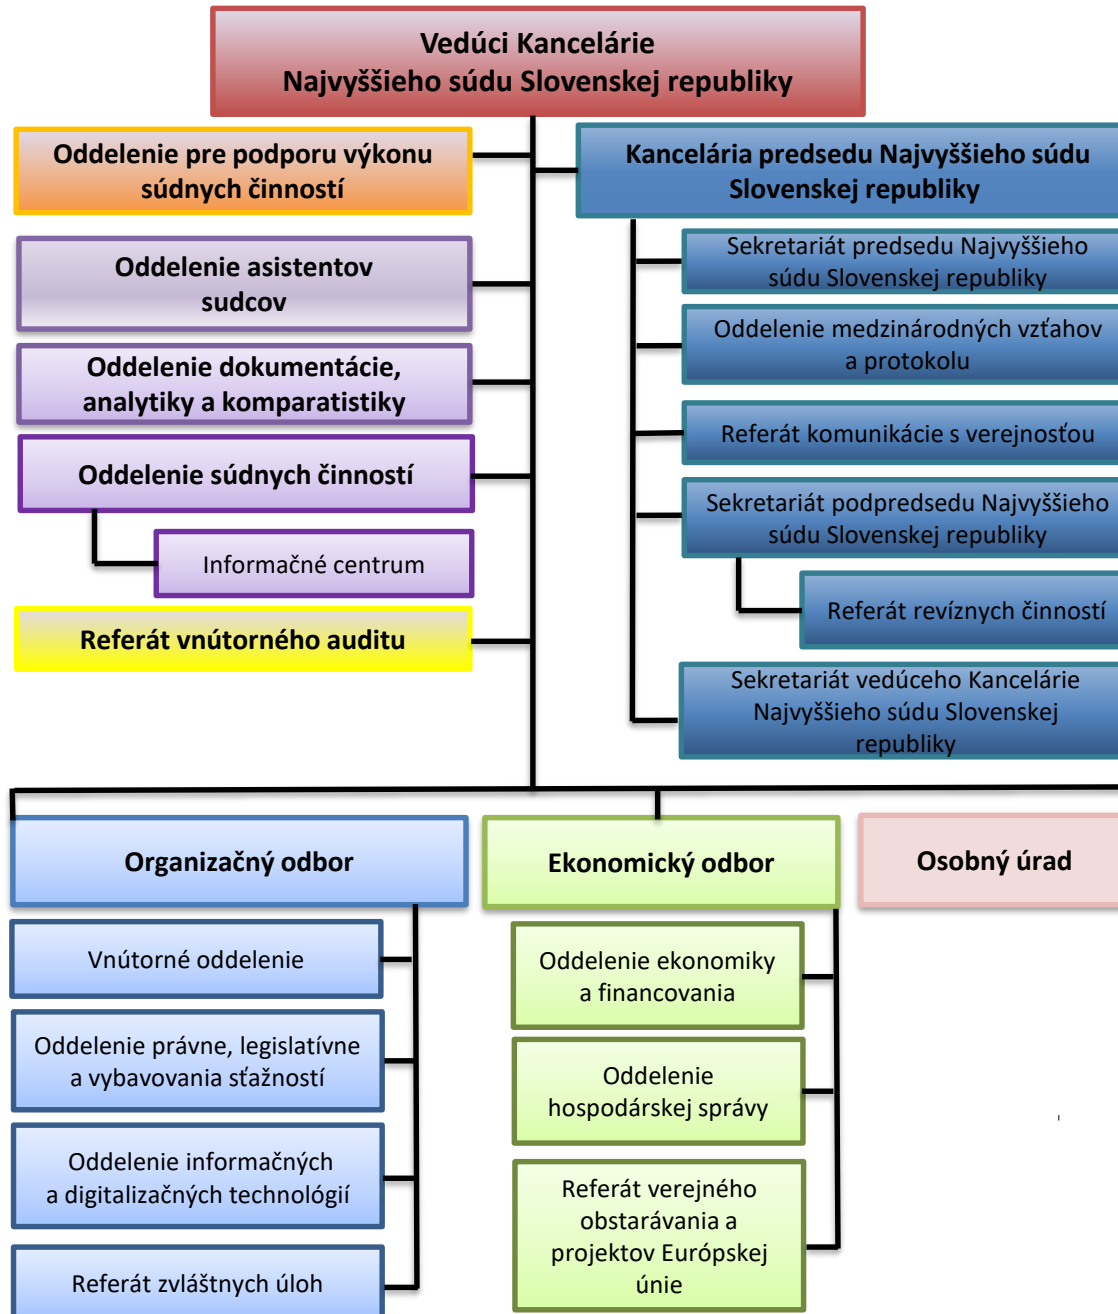 Vedúci Kancelárie
Najvyššieho súdu Slovenskej republiky
Oddelenie pre podporu výkonu
súdnych činností
Kancelária predsedu Najvyššieho súdu
Slovenskej republiky
Oddelenie asistentov
sudcov
Oddelenie dokumentácie,
analytiky a komparatistiky
Oddelenie súdnych činností
Informačné centrum
Referát vnútorného auditu
Sekretariát predsedu Najvyššieho
súdu Slovenskej republiky
Oddelenie medzinárodných vzťahov
a protokolu
Referát komunikácie s verejnosťou
Sekretariát podpredsedu Najvyššieho
súdu Slovenskej republiky
Referát revíznych činností
Sekretariát vedúceho Kancelárie
Najvyššieho súdu Slovenskej
republiky
Organizačný odbor
Vnútorné oddelenie
Oddelenie právne, legislatívne
a vybavovania sťažností
Oddelenie informačných
a digitalizačných technológií
Referát zvláštnych úloh
Ekonomický odbor
Oddelenie ekonomiky
a financovania
Oddelenie
hospodárskej správy
Referát verejného
obstarávania a
projektov Európskej
únie
Osobný úrad